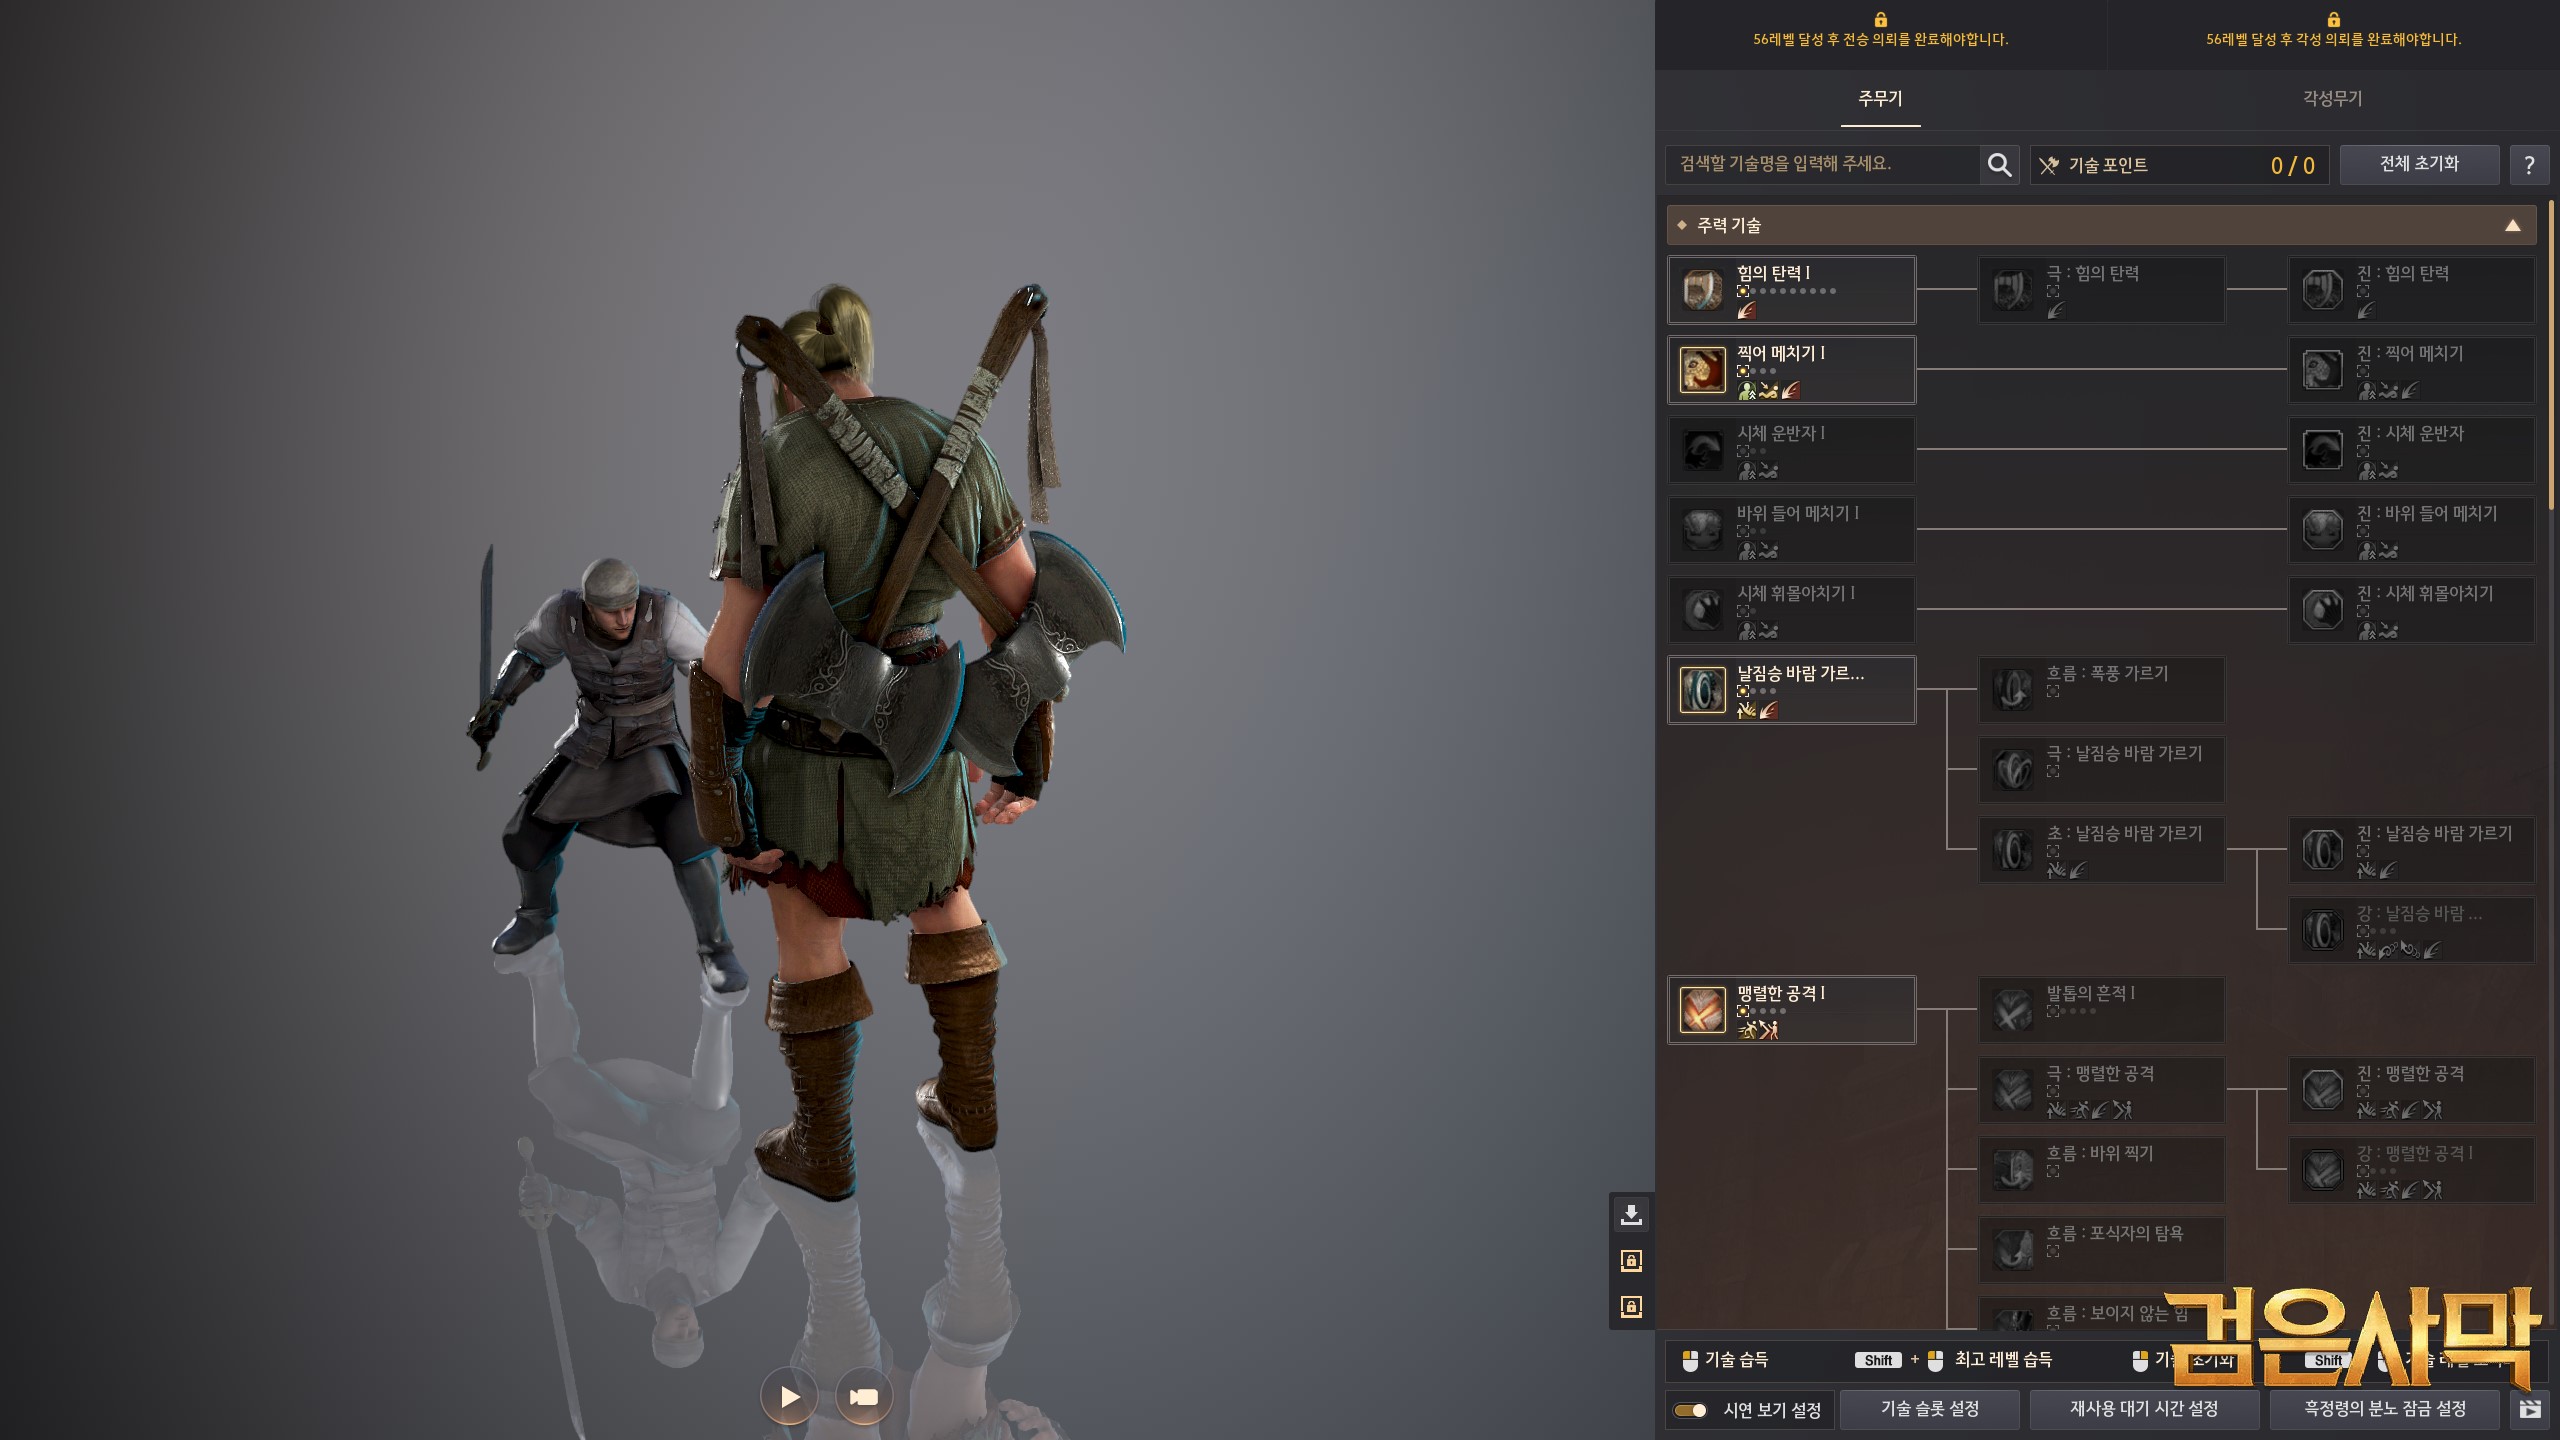 56레벨 달성 후 전승 의뢰를 완료해야합니다.
56레벨 달성 후 각성 의뢰를 완료해야합니다.
주무기
각성무기
검색할 기술명을 입력해 주세요.
기술 포인트 0 / 0
전체 초기화
?
주력 기술
힘의 탄력 I
극 : 힘의 탄력
진 : 힘의 탄력
찍어 메치기 I
진 : 찍어 메치기
시체 운반자 I
진 : 시체 운반자
바위 들어 메치기 I
진 : 바위 들어 메치기
시체 휘몰아치기 I
진 : 시체 휘몰아치기
날짐승 바람 가르...
흐름 : 폭풍 가르기
극 : 날짐승 바람 가르기
초 : 날짐승 바람 가르기
진 : 날짐승 바람 가르기
강 : 날짐승 바람 ...
맹렬한 공격 I
발톱의 흔적 I
극 : 맹렬한 공격
진 : 맹렬한 공격
흐름 : 바위 찍기
강 : 맹렬한 공격 I
흐름 : 포식자의 탐욕
흐름 : 보이지 않는 힘
기술 습득
Shift + 최고 레벨 습득
Shift
검은사막
시연 보기 설정
기술 슬롯 설정
재사용 대기 시간 설정
흑정령의 분노 잠금 설정